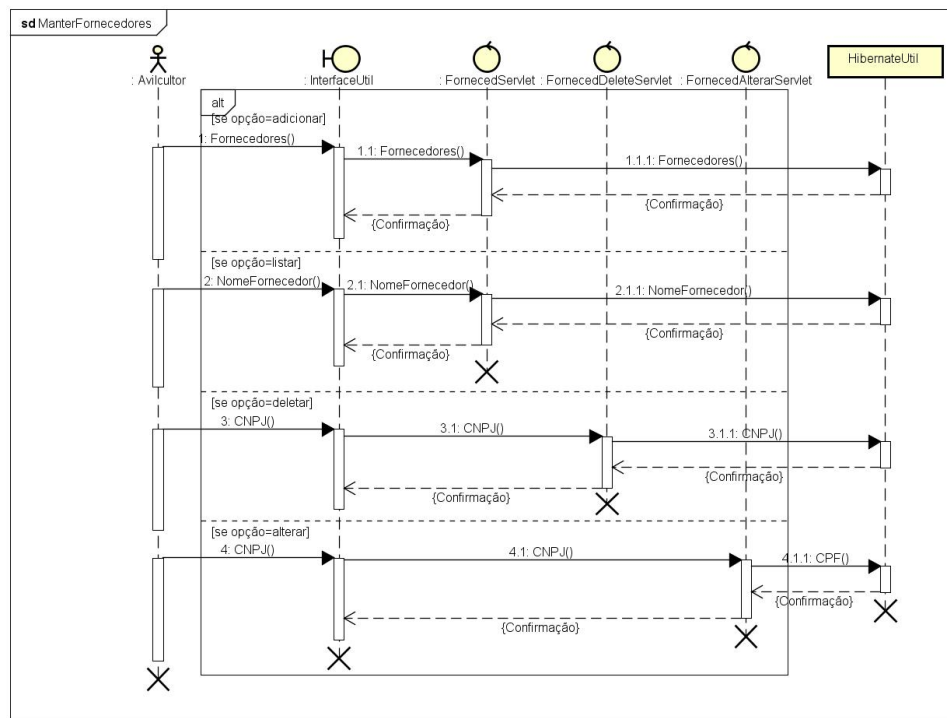 sd ManterFornecedores
: Avilcultor
: InterfaceUtil
: FornecedServlet
: FornecedDeleteServlet
: FornecedAlterarServlet
HibernateUtil
alt
[se opção=adicionar]
1: Fornecedores()
1.1: Fornecedores()
1.1.1: Fornecedores()
{Confirmação}
{Confirmação}
[se opção=listar]
2: NomeFornecedor()
2.1: NomeFornecedor()
2.1.1: NomeFornecedor()
{Confirmação}
{Confirmação}
[se opção=deletar]
3: CNPJ()
3.1: CNPJ()
3.1.1: CNPJ()
{Confirmação}
{Confirmação}
[se opção=alterar]
4: CNPJ()
4.1: CNPJ()
4.1.1: CPF()
{Confirmação}
{Confirmação}